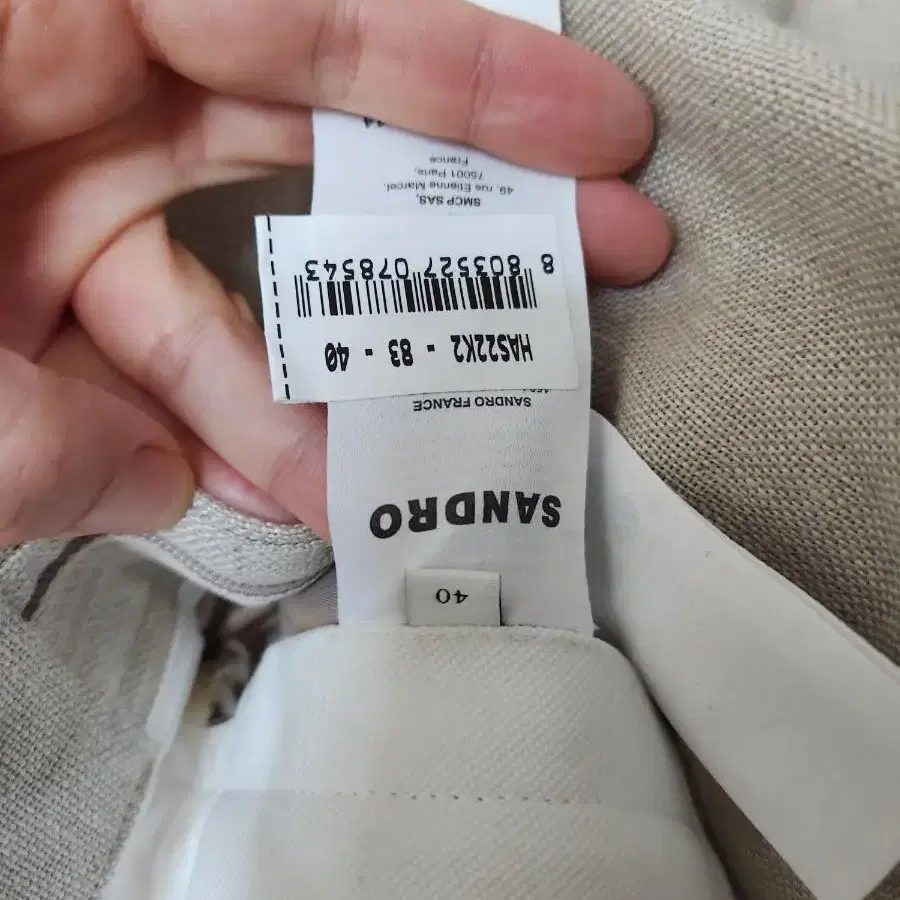 40
SANDRO
SANDRO FRANCE
HAS22K2 - 83 - 40
8 803527 078543
SMCP SAS,
49, rue Etienne Marcel,
75001 Paris,
France